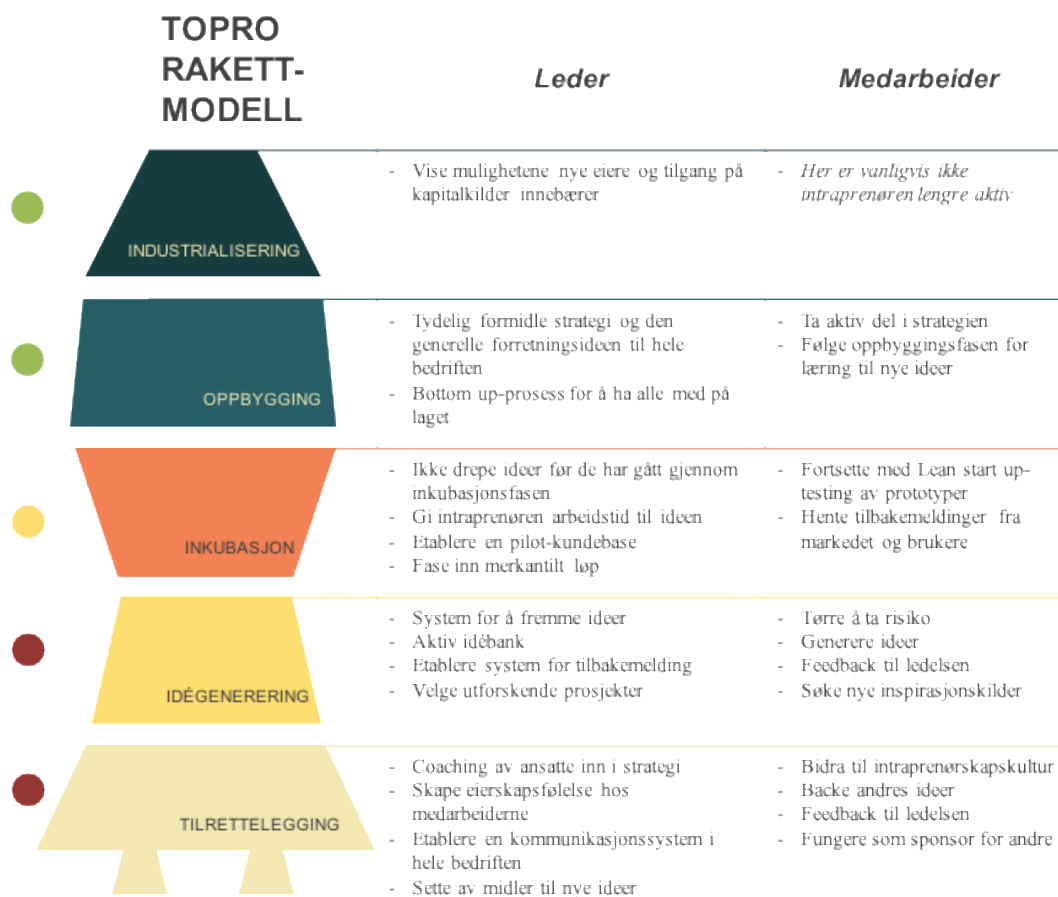 TOPRO
RAKETT-
MODELL
Leder
Medarbeider
INDUSTRIALISERING
- Vise mulighetene nye eiere og tilgang på
kapitalkilder innebærer
- Her er vanligvis ikke
intraprenøren lengre aktiv
OPPBYGGING
- Tydelig formidle strategi og den
generelle forretningsideen til hele
bedriften
- Bottom up-prosess for å ha alle med på
laget
- Ta aktiv del i strategien
- Følge oppbyggingsfasen for
læring til nye ideer
INKUBASJON
- Ikke drepe ideer før de har gått gjennom
inkubasjonsfasen
- Gi intraprenøren arbeidstid til ideen
- Etablere en pilot-kundebase
- Fase inn merkantilt løp
- Fortsette med Lean start up-
testing av prototyper
- Hente tilbakemeldinger fra
markedet og brukere
IDÉGENERERING
- System for å fremme ideer
- Aktiv idébank
- Etablere system for tilbakemelding
- Velge utforskende prosjekter
- Tørre å ta risiko
- Generere ideer
- Feedback til ledelsen
- Søke nye inspirasjonskilder
TILRETTELEGGING
- Coaching av ansatte inn i strategi
- Skape eierskapsfølelse hos
medarbeiderne
- Etablere en kommunikasjonssystem i
hele bedriften
- Sette av midler til nye ideer
- Bidra til intraprenørskapskultur
- Backe andres ideer
- Feedback til ledelsen
- Fungere som sponsor for andre